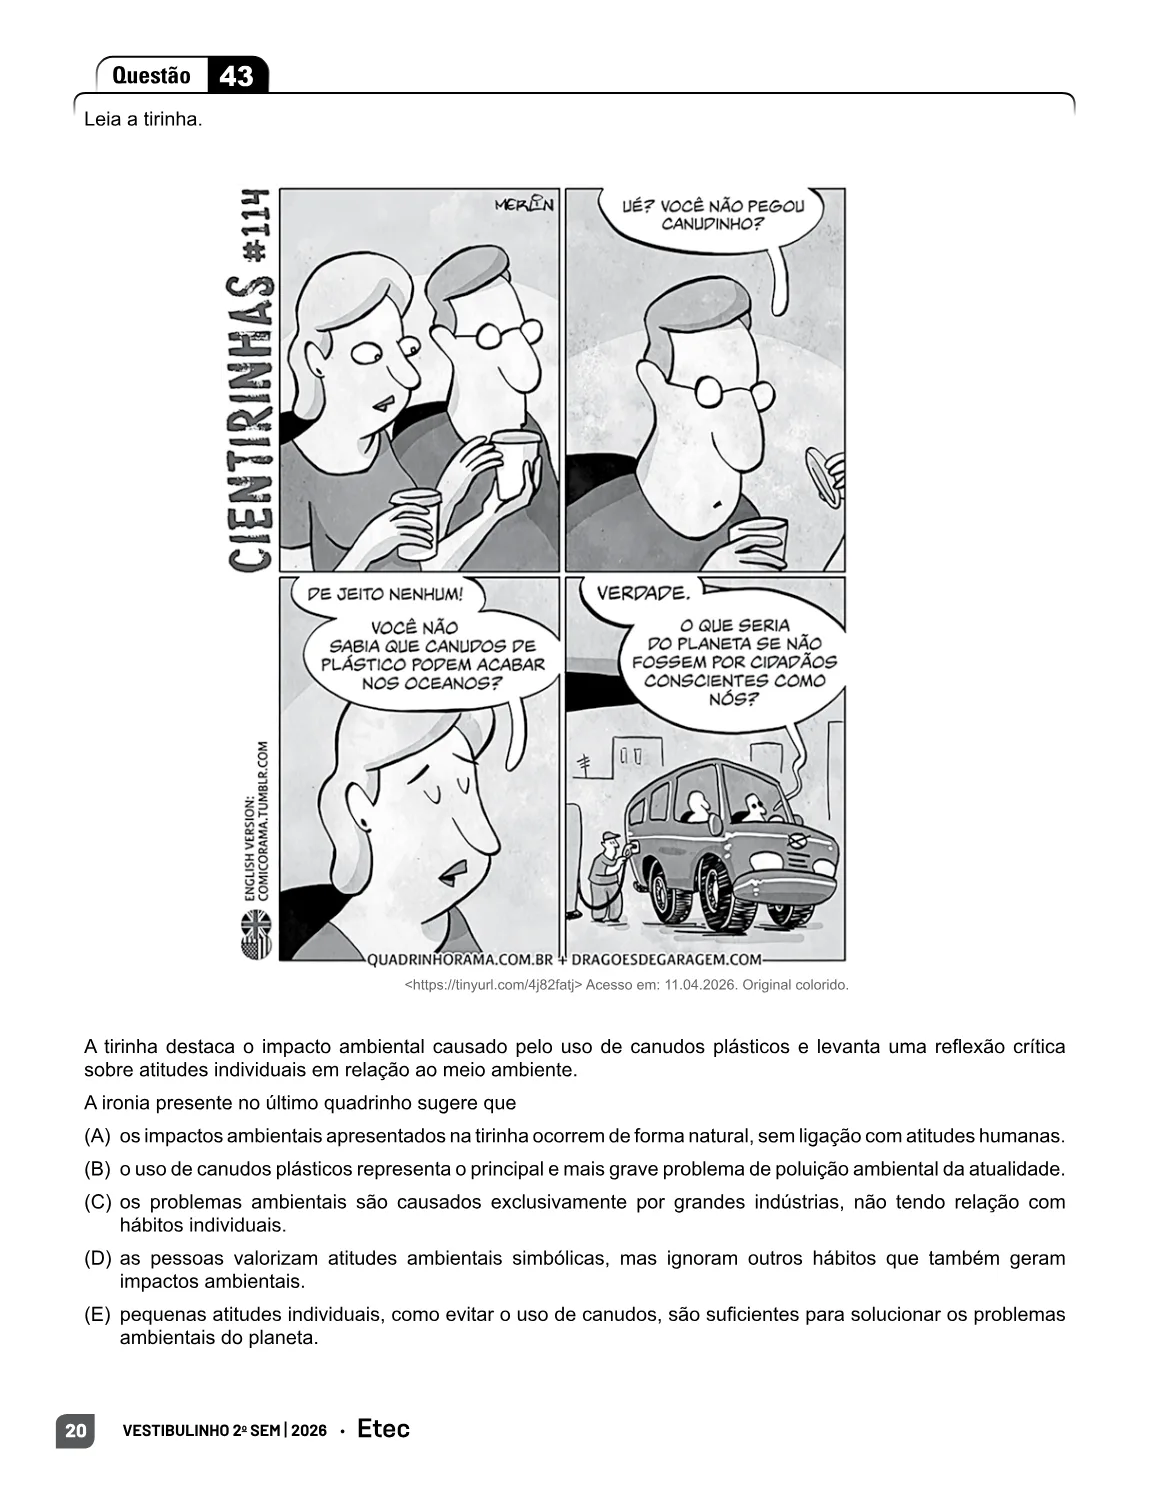 Questão 43
Leia a tirinha.
CIENTIRINHAS #114
MERLIN
UÉ? VOCÊ NÃO PEGOU
CANUDINHO?
DE JEITO NENHUM!
VOCÊ NÃO
SABIA QUE CANUDOS DE
PLÁSTICO PODEM ACABAR
NOS OCEANOS?
VERDADE.
O QUE SERIA
DO PLANETA SE NÃO
FOSSEM POR CIDADÃOS
CONSCIENTES COMO
NÓS?
ENGLISH VERSION:
COMICORAMA.TUMBLR.COM
QUADRINHORAMA.COM.BR + DRAGOESDEGARAGEM.COM
<https://tinyurl.com/4j82fatj> Acesso em: 11.04.2026. Original colorido.
A tirinha destaca o impacto ambiental causado pelo uso de canudos plásticos e levanta uma reflexão crítica
sobre atitudes individuais em relação ao meio ambiente.
A ironia presente no último quadrinho sugere que
(A) os impactos ambientais apresentados na tirinha ocorrem de forma natural, sem ligação com atitudes humanas.
(B) o uso de canudos plásticos representa o principal e mais grave problema de poluição ambiental da atualidade.
(C) os problemas ambientais são causados exclusivamente por grandes indústrias, não tendo relação com
hábitos individuais.
(D) as pessoas valorizam atitudes ambientais simbólicas, mas ignoram outros hábitos que também geram
impactos ambientais.
(E) pequenas atitudes individuais, como evitar o uso de canudos, são suficientes para solucionar os problemas
ambientais do planeta.
20 VESTIBULINHO 2º SEM | 2026 • Etec